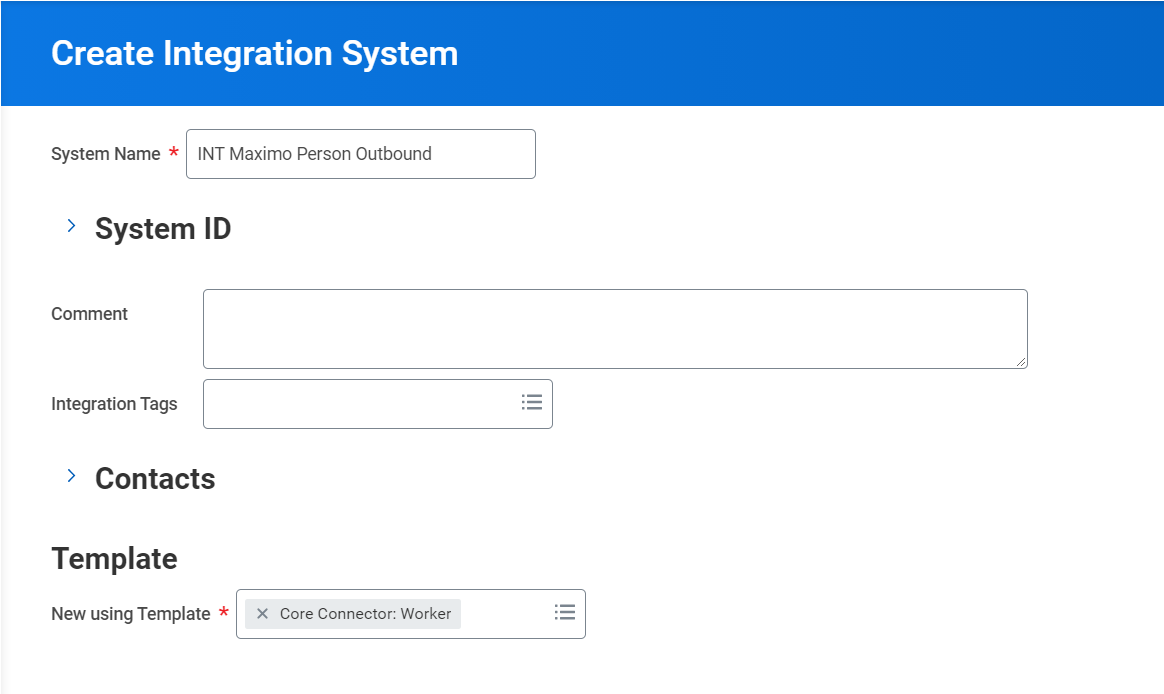 Create Integration System
System Name * INT Maximo Person Outbound
System ID
Comment
Integration Tags
Contacts
Template
New using Template * Core Connector: Worker